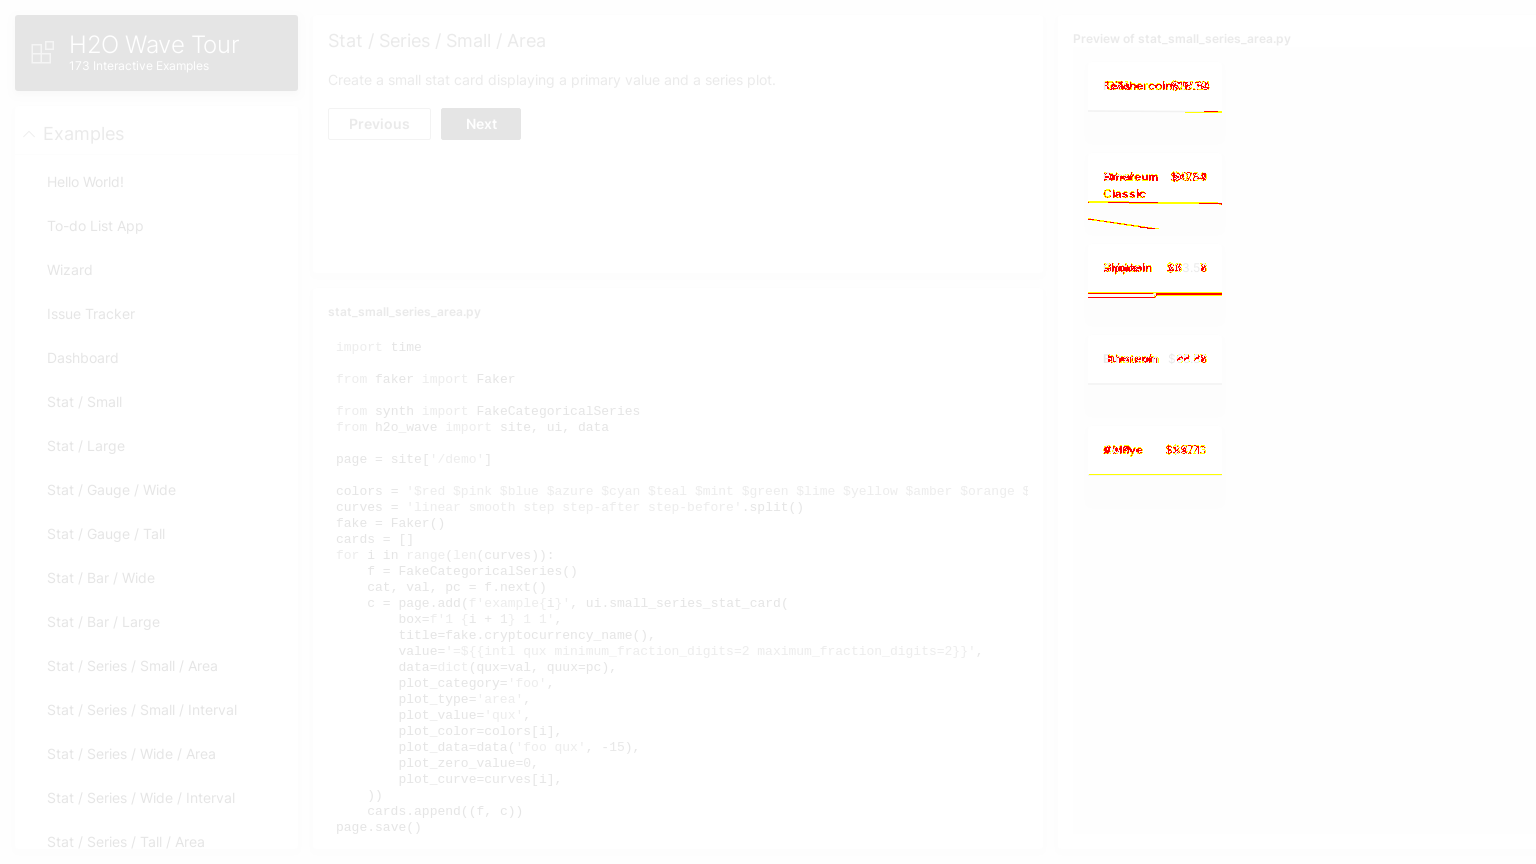 H2O Wave Tour
173 Interactive Examples
Examples
Hello World!
To-do List App
Wizard
Issue Tracker
Dashboard
Stat / Small
Stat / Large
Stat / Gauge / Wide
Stat / Gauge / Tall
Stat / Bar / Wide
Stat / Bar / Large
Stat / Series / Small / Area
Stat / Series / Small / Interval
Stat / Series / Wide / Area
Stat / Series / Wide / Interval
Stat / Series / Tall / Area
Stat / Series / Small / Area
Create a small stat card displaying a primary value and a series plot.
Previous Next
stat_small_series_area.py
import time
from faker import Faker
from synth import FakeCategoricalSeries
from h2o_wave import site, ui, data
page = site['/demo']
colors = '$red $pink $blue $azure $cyan $teal $mint $green $lime $yellow $amber $orange $
curves = 'linear smooth step step-after step-before'.split()
fake = Faker()
cards = []
for i in range(len(curves)):
    f = FakeCategoricalSeries()
    cat, val, pc = f.next()
    c = page.add(f'example{i}', ui.small_series_stat_card(
        box=f'1 {i + 1} 1 1',
        title=fake.cryptocurrency_name(),
        value='=${{intl qux minimum_fraction_digits=2 maximum_fraction_digits=2}}',
        data=dict(qux=val, quux=pc),
        plot_category='foo',
        plot_type='area',
        plot_value='qux',
        plot_color=colors[i],
        plot_data=data('foo qux', -15),
        plot_zero_value=0,
        plot_curve=curves[i],
    ))
    cards.append((f, c))
page.save()
Preview of stat_small_series_area.py
Classic